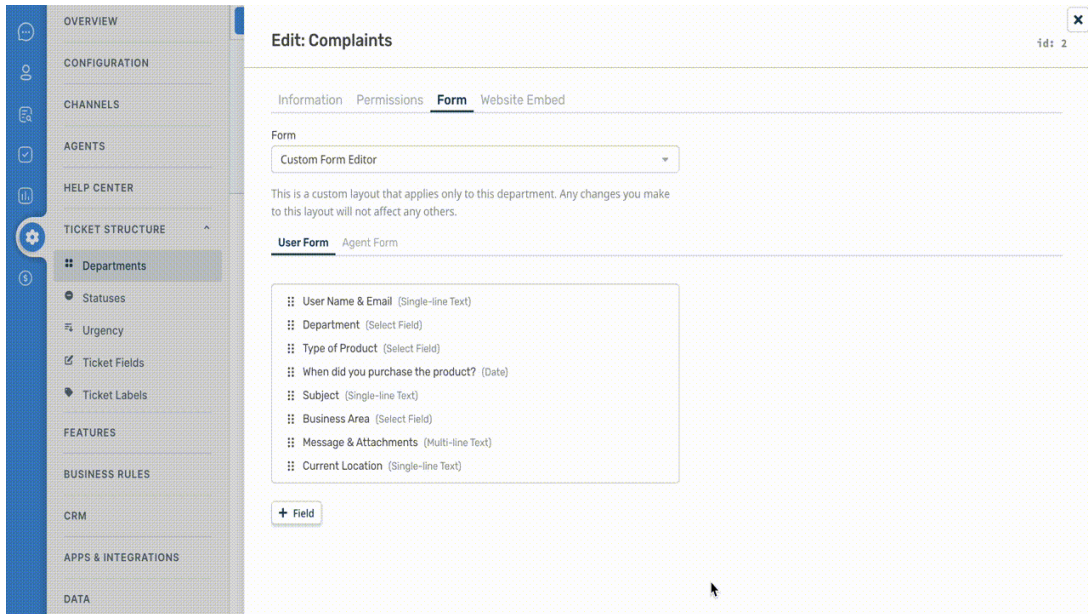 OVERVIEW
CONFIGURATION
CHANNELS
AGENTS
HELP CENTER
TICKET STRUCTURE
Departments
Statuses
Urgency
Ticket Fields
Ticket Labels
FEATURES
BUSINESS RULES
CRM
APPS & INTEGRATIONS
DATA
Edit: Complaints
id: 2
Information Permissions Form Website Embed
Form
Custom Form Editor
This is a custom layout that applies only to this department. Any changes you make
to this layout will not affect any others.
User Form Agent Form
User Name & Email (Single-line Text)
Department (Select Field)
Type of Product (Select Field)
When did you purchase the product? (Date)
Subject (Single-line Text)
Business Area (Select Field)
Message & Attachments (Multi-line Text)
Current Location (Single-line Text)
+ Field